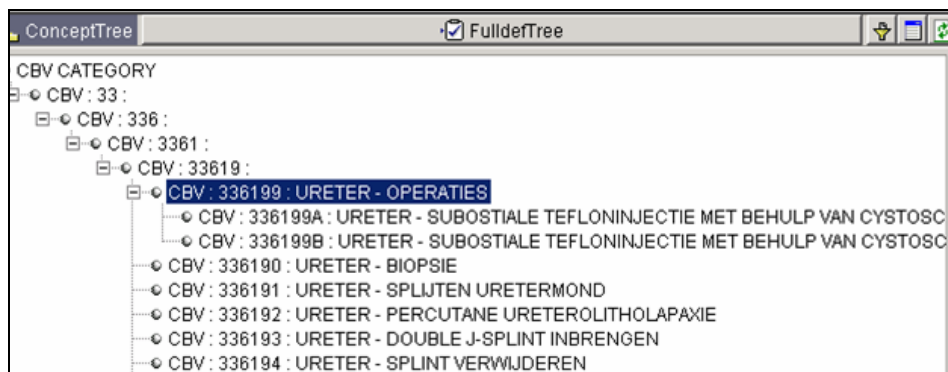 ConceptTree FulldefTree
CBV CATEGORY
CBV : 33 :
CBV : 336 :
CBV : 3361 :
CBV : 33619 :
CBV : 336199 : URETER - OPERATIES
CBV : 336199A : URETER - SUBOSTIALE TEFLONINJECTIE MET BEHULP VAN CYSTOSC
CBV : 336199B : URETER - SUBOSTIALE TEFLONINJECTIE MET BEHULP VAN CYSTOSC
CBV : 336190 : URETER - BIOPSIE
CBV : 336191 : URETER - SPLIJTEN URETERMOND
CBV : 336192 : URETER - PERCUTANE URETEROLITHOLAPAXIE
CBV : 336193 : URETER - DOUBLE J-SPLINT INBRENGEN
CBV : 336194 : URETER - SPLINT VERWIJDEREN